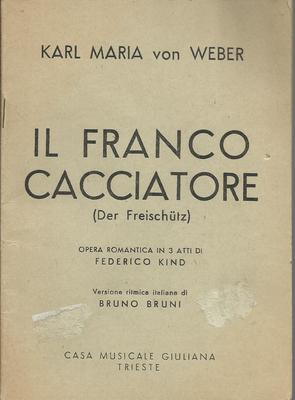 KARL MARIA von WEBER
IL FRANCO
CACCIATORE
(Der Freischütz)
OPERA ROMANTICA IN 3 ATTI DI
FEDERICO KIND
Versione ritmica italiana di
BRUNO BRUNI
CASA MUSICALE GIULIANA
TRIESTE